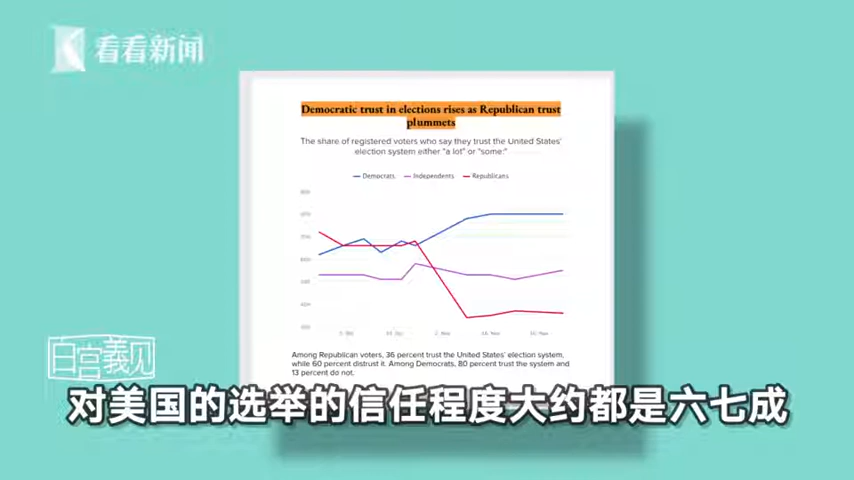 看看新闻
Democratic trust in elections rises as Republican trust
plummets
The share of registered voters who say they trust the United States'
election system either "a lot" or "some:"
Democrats Independents Republicans
Among Republican voters, 36 percent trust the United States' election system,
while 60 percent distrust it. Among Democrats, 80 percent trust the system and
13 percent do not.
白宫義见
对美国的选举的信任程度大约都是六七成